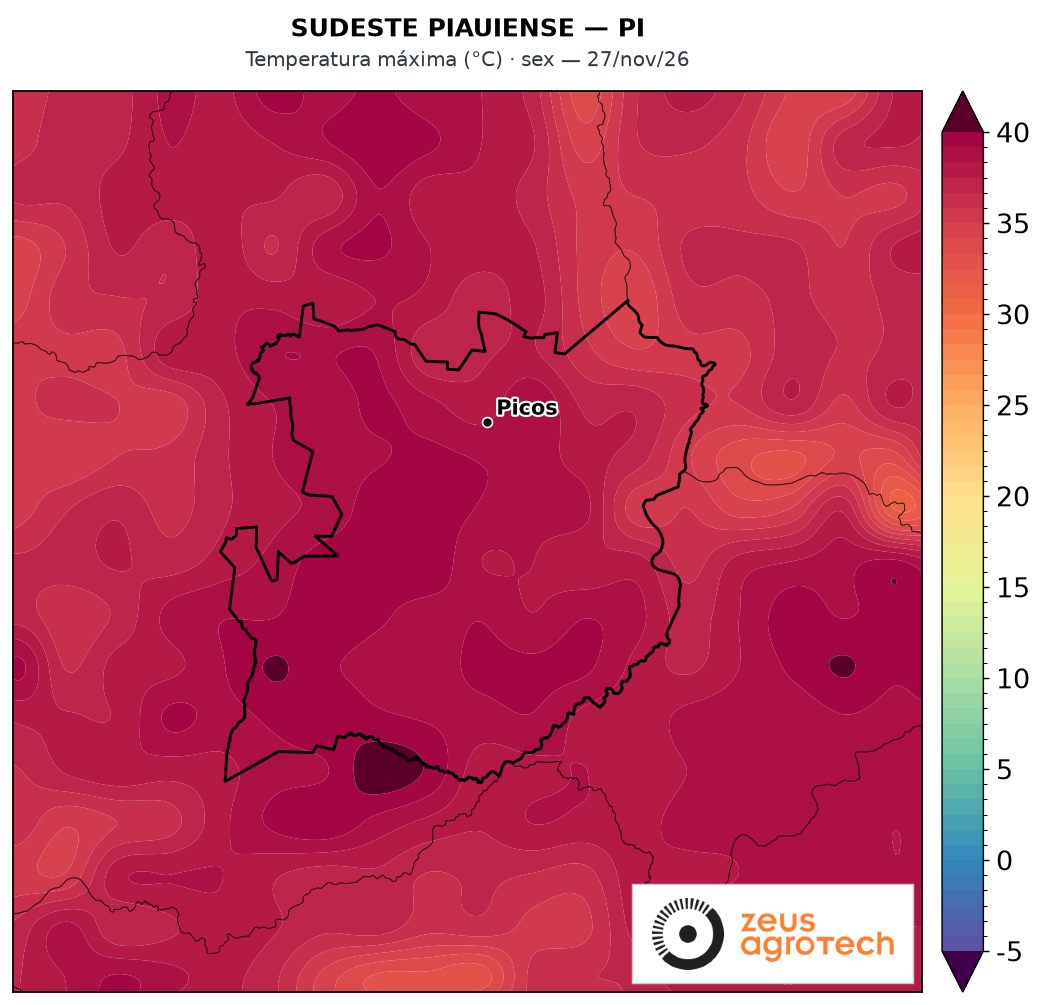 SUDESTE PIAUIENSE — PI
Temperatura máxima (°C) · sex — 27/nov/26
Picos
40
35
30
25
20
15
10
5
0
-5
zeus
agrotech